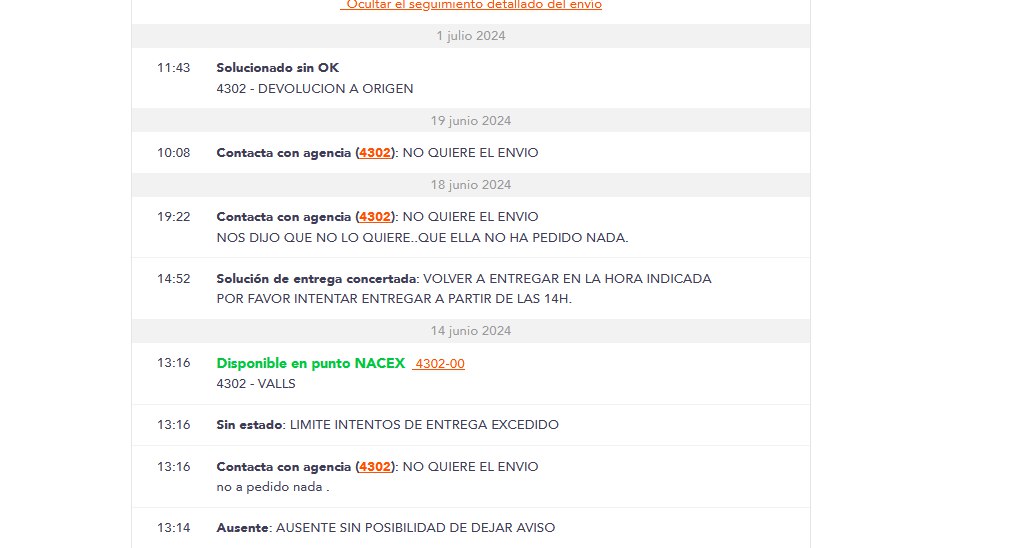 Ocultar el seguimiento detallado del envío
1 julio 2024
11:43 Solucionado sin OK
4302 - DEVOLUCION A ORIGEN
19 junio 2024
10:08 Contacta con agencia (4302): NO QUIERE EL ENVIO
18 junio 2024
19:22 Contacta con agencia (4302): NO QUIERE EL ENVIO
NOS DIJO QUE NO LO QUIERE..QUE ELLA NO HA PEDIDO NADA.
14:52 Solución de entrega concertada: VOLVER A ENTREGAR EN LA HORA INDICADA
POR FAVOR INTENTAR ENTREGAR A PARTIR DE LAS 14H.
14 junio 2024
13:16 Disponible en punto NACEX 4302-00
4302 - VALLS
13:16 Sin estado: LIMITE INTENTOS DE ENTREGA EXCEDIDO
13:16 Contacta con agencia (4302): NO QUIERE EL ENVIO
no a pedido nada .
13:14 Ausente: AUSENTE SIN POSIBILIDAD DE DEJAR AVISO